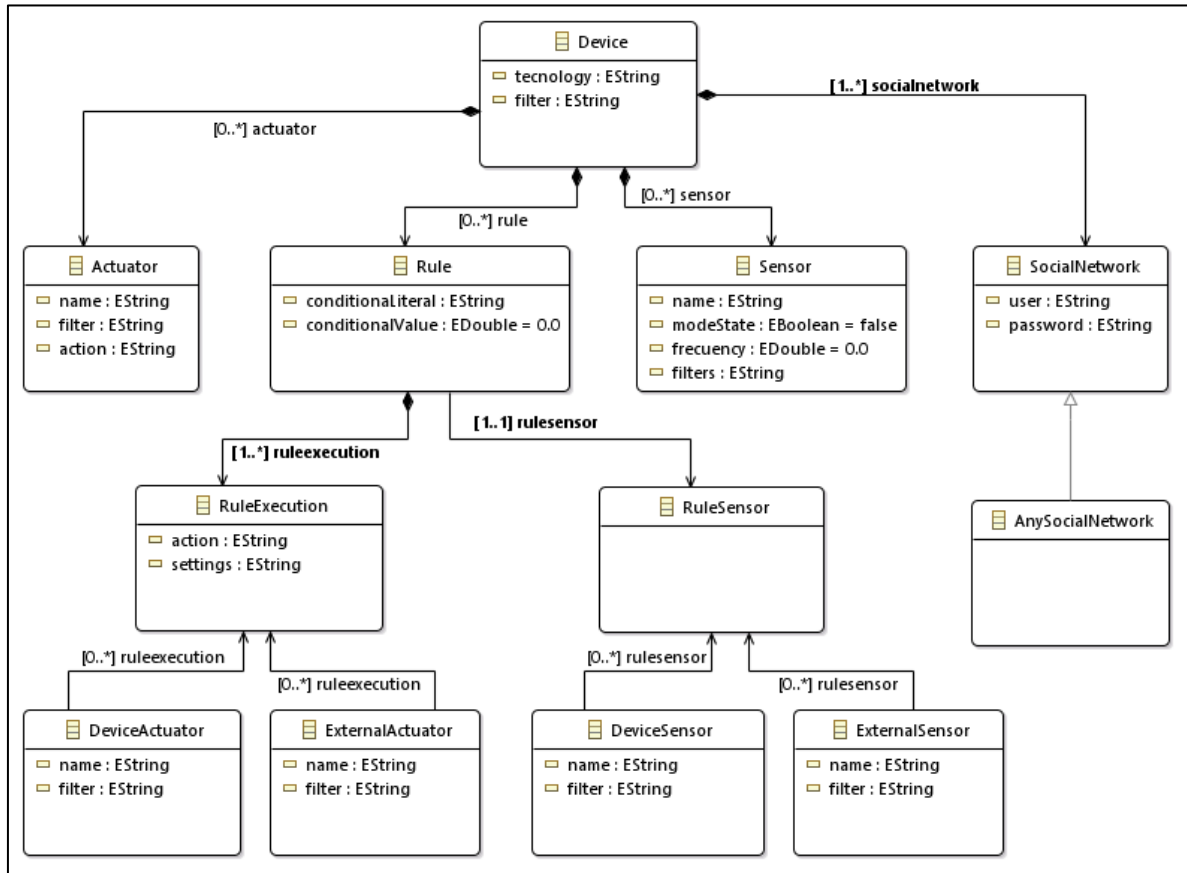 Device
tecnology : EString
filter : EString
[1..*] socialnetwork
[0..*] actuator
[0..*] sensor
[0..*] rule
Actuator
name : EString
filter : EString
action : EString
Rule
conditionaLiteral : EString
conditionalValue : EDouble = 0.0
Sensor
name : EString
modeState : EBoolean = false
frecuency : EDouble = 0.0
filters : EString
SocialNetwork
user : EString
password : EString
[1..1] rulesensor
[1..*] ruleexecution
RuleExecution
action : EString
settings : EString
RuleSensor
AnySocialNetwork
[0..*] ruleexecution
[0..*] ruleexecution
[0..*] rulesensor
[0..*] rulesensor
DeviceActuator
name : EString
filter : EString
ExternalActuator
name : EString
filter : EString
DeviceSensor
name : EString
filter : EString
ExternalSensor
name : EString
filter : EString